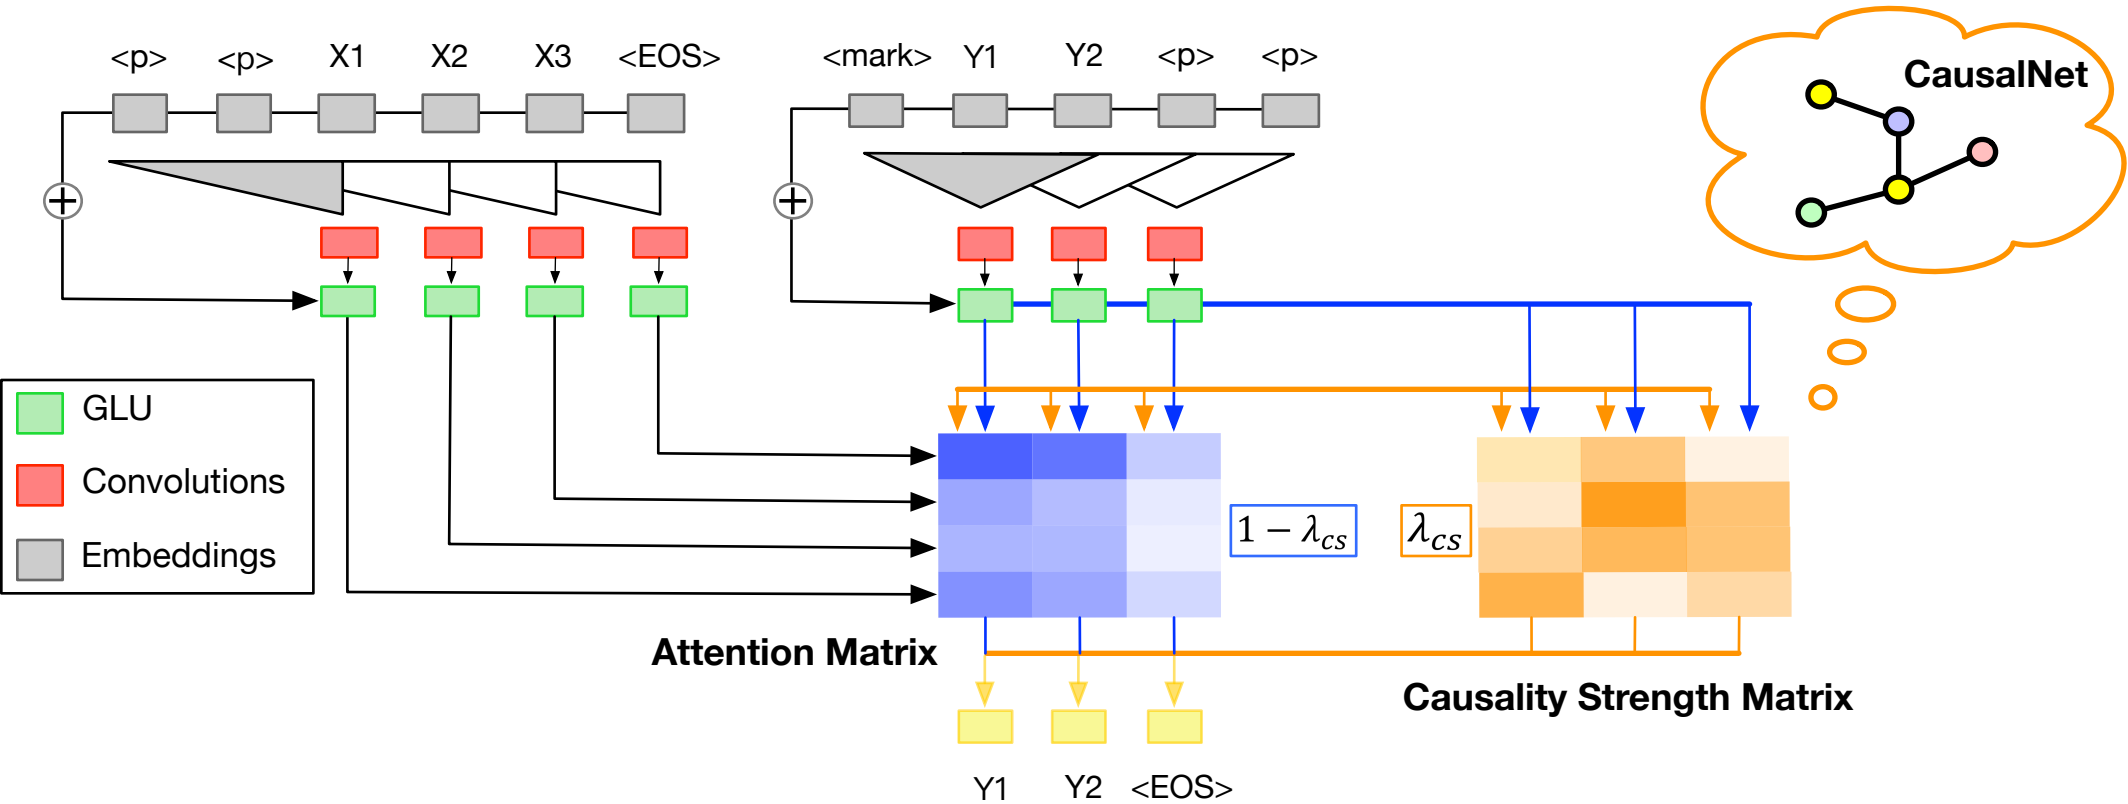 <p> <p> X1 X2 X3 <EOS>
<mark> Y1 Y2 <p> <p>
CausalNet
GLU
Convolutions
Embeddings
1 − λcs
λcs
Attention Matrix
Causality Strength Matrix
Y1 Y2 <EOS>